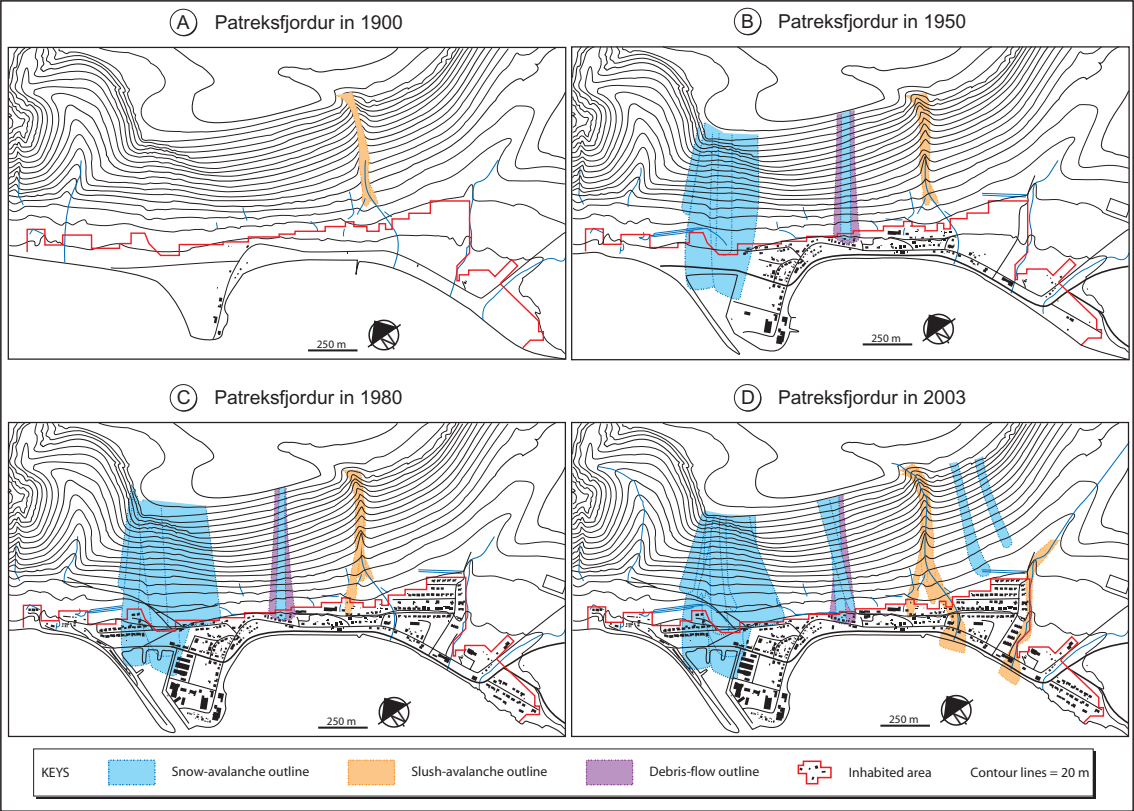 A Patreksfjordur in 1900
B Patreksfjordur in 1950
250 m
250 m
C Patreksfjordur in 1980
D Patreksfjordur in 2003
250 m
250 m
KEYS Snow-avalanche outline Slush-avalanche outline Debris-flow outline Inhabited area Contour lines = 20 m